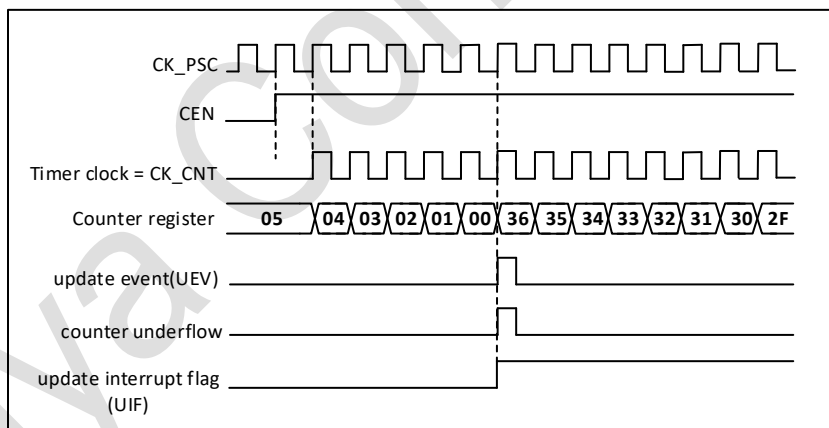 CK_PSC
CEN
Timer clock = CK_CNT
Counter register 05 04 03 02 01 00 36 35 34 33 32 31 30 2F
update event(UEV)
counter underflow
update interrupt flag
(UIF)